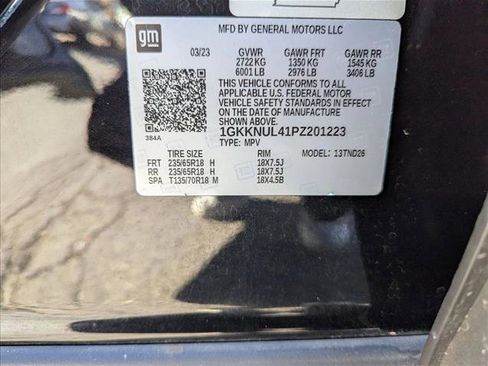 gm
MFD BY GENERAL MOTORS LLC
03/23 GVWR GAWR FRT GAWR RR
2722 KG 1350 KG 1545 KG
6001 LB 2976 LB 3406 LB
THIS VEHICLE CONFORMS TO ALL
APPLICABLE U.S. FEDERAL MOTOR
VEHICLE SAFETY STANDARDS IN
EFFECT ON THE DATE OF MANUFACTURE
SHOWN ABOVE.
384A
1GKKNUL41PZ201223
TYPE: MPV
TIRE SIZE RIM MODEL: 13TND26
FRT 235/65R18 H 18X7.5J
RR 235/65R18 H 18X7.5J
SPA T135/70R18 M 18X4.5B